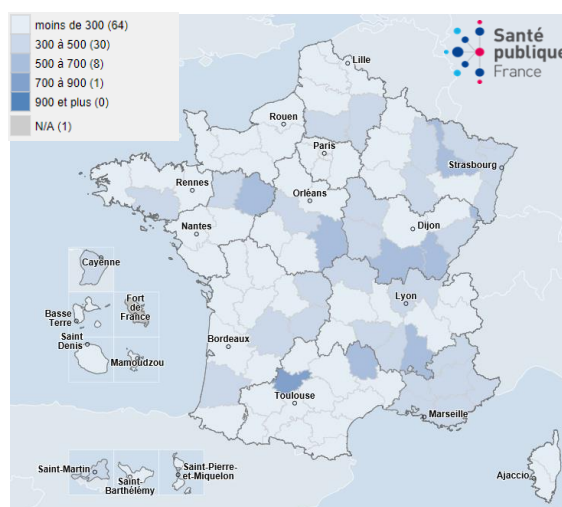 moins de 300 (64)
300 à 500 (30)
500 à 700 (8)
700 à 900 (1)
900 et plus (0)
N/A (1)
Santé
publique
France
Lille
Rouen
Paris
Strasbourg
Rennes
Orléans
Nantes
Dijon
Cayenne
Basse
Terre
Fort
de
France
Lyon
Saint
Denis
Mamoudzou
Bordeaux
Toulouse
Marseille
Saint-Martin
Saint-
Barthélémy
Saint-Pierre
et-Miquelon
Ajaccio